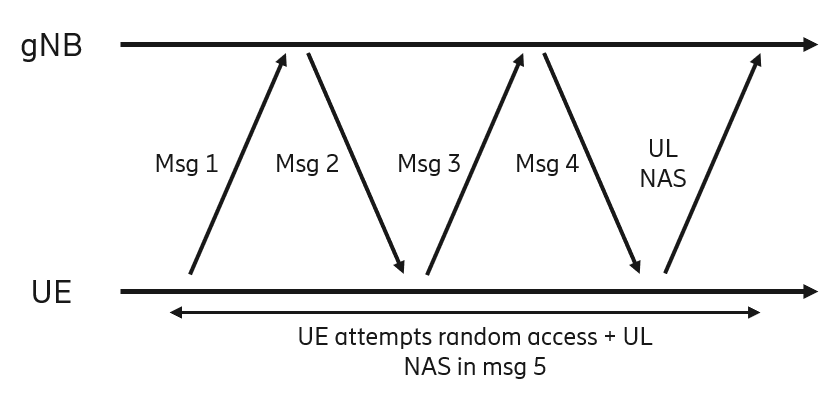 gNB
Msg 1
Msg 2
Msg 3
Msg 4
UL
NAS
UE
UE attempts random access + UL
NAS in msg 5